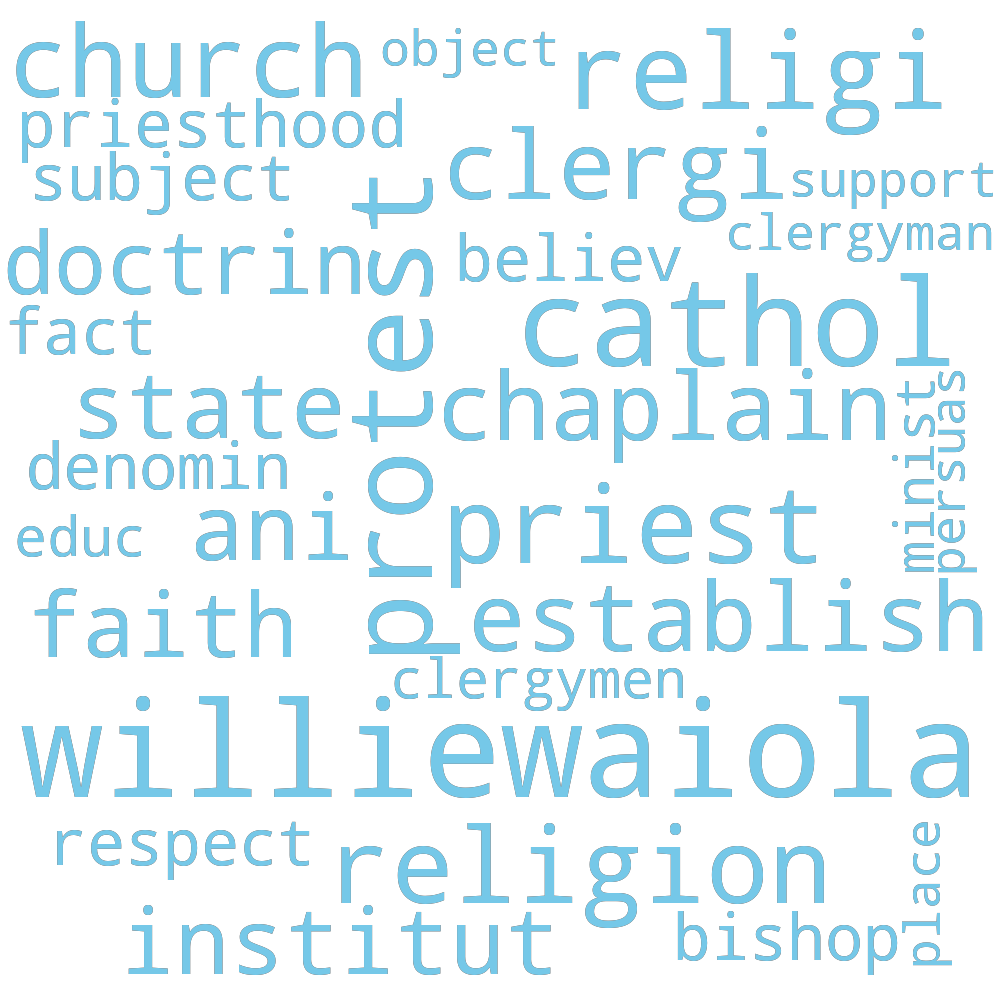 church
object
religi
priesthood
clergi
subject
support
protest
clergyman
doctrin
believ
fact
cathol
state
chaplain
minist
persuas
denomin
ani
priest
educ
faith
establish
clergymen
williewaiola
respect
religion
place
institut
bishop